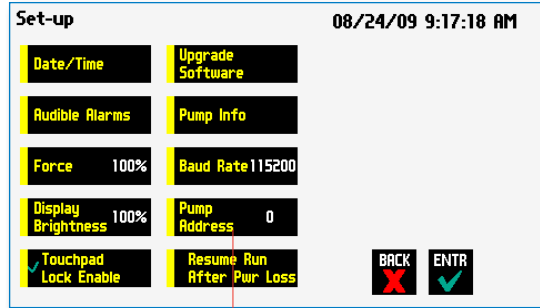 Set-up
08/24/09 9:17:18 AM
Date/Time
Upgrade
Software
Audible Alarms
Pump Info
Force 100%
Baud Rate 115200
Display
Brightness 100%
Pump
Address 0
Touchpad
Lock Enable
Resume Run
After Pwr Loss
BACK
ENTR